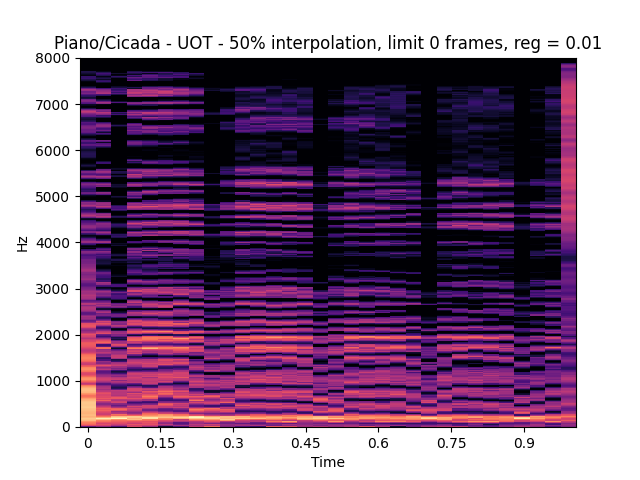 Piano/Cicada - UOT - 50% interpolation, limit 0 frames, reg = 0.01
8000
7000
6000
5000
4000
3000
2000
1000
0
Hz
0 0.15 0.3 0.45 0.6 0.75 0.9
Time